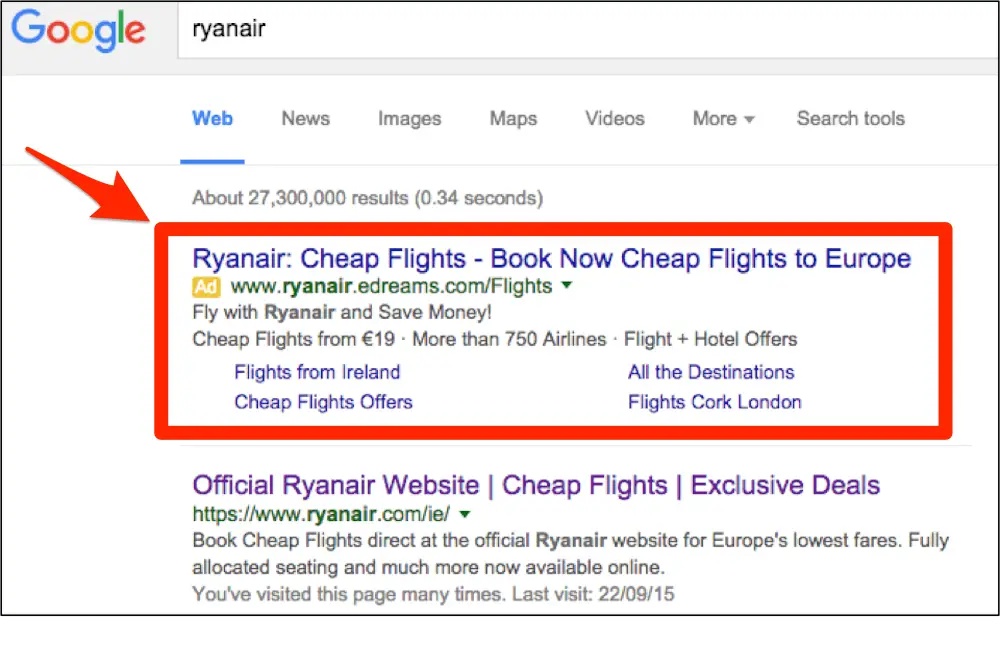 Google
ryanair
Web News Images Maps Videos More Search tools
About 27,300,000 results (0.34 seconds)
Ryanair: Cheap Flights - Book Now Cheap Flights to Europe
Ad www.ryanair.edreams.com/Flights
Fly with Ryanair and Save Money!
Cheap Flights from €19 · More than 750 Airlines · Flight + Hotel Offers
Flights from Ireland All the Destinations
Cheap Flights Offers Flights Cork London
Official Ryanair Website | Cheap Flights | Exclusive Deals
https://www.ryanair.com/ie/
Book Cheap Flights direct at the official Ryanair website for Europe's lowest fares. Fully
allocated seating and much more now available online.
You've visited this page many times. Last visit: 22/09/15